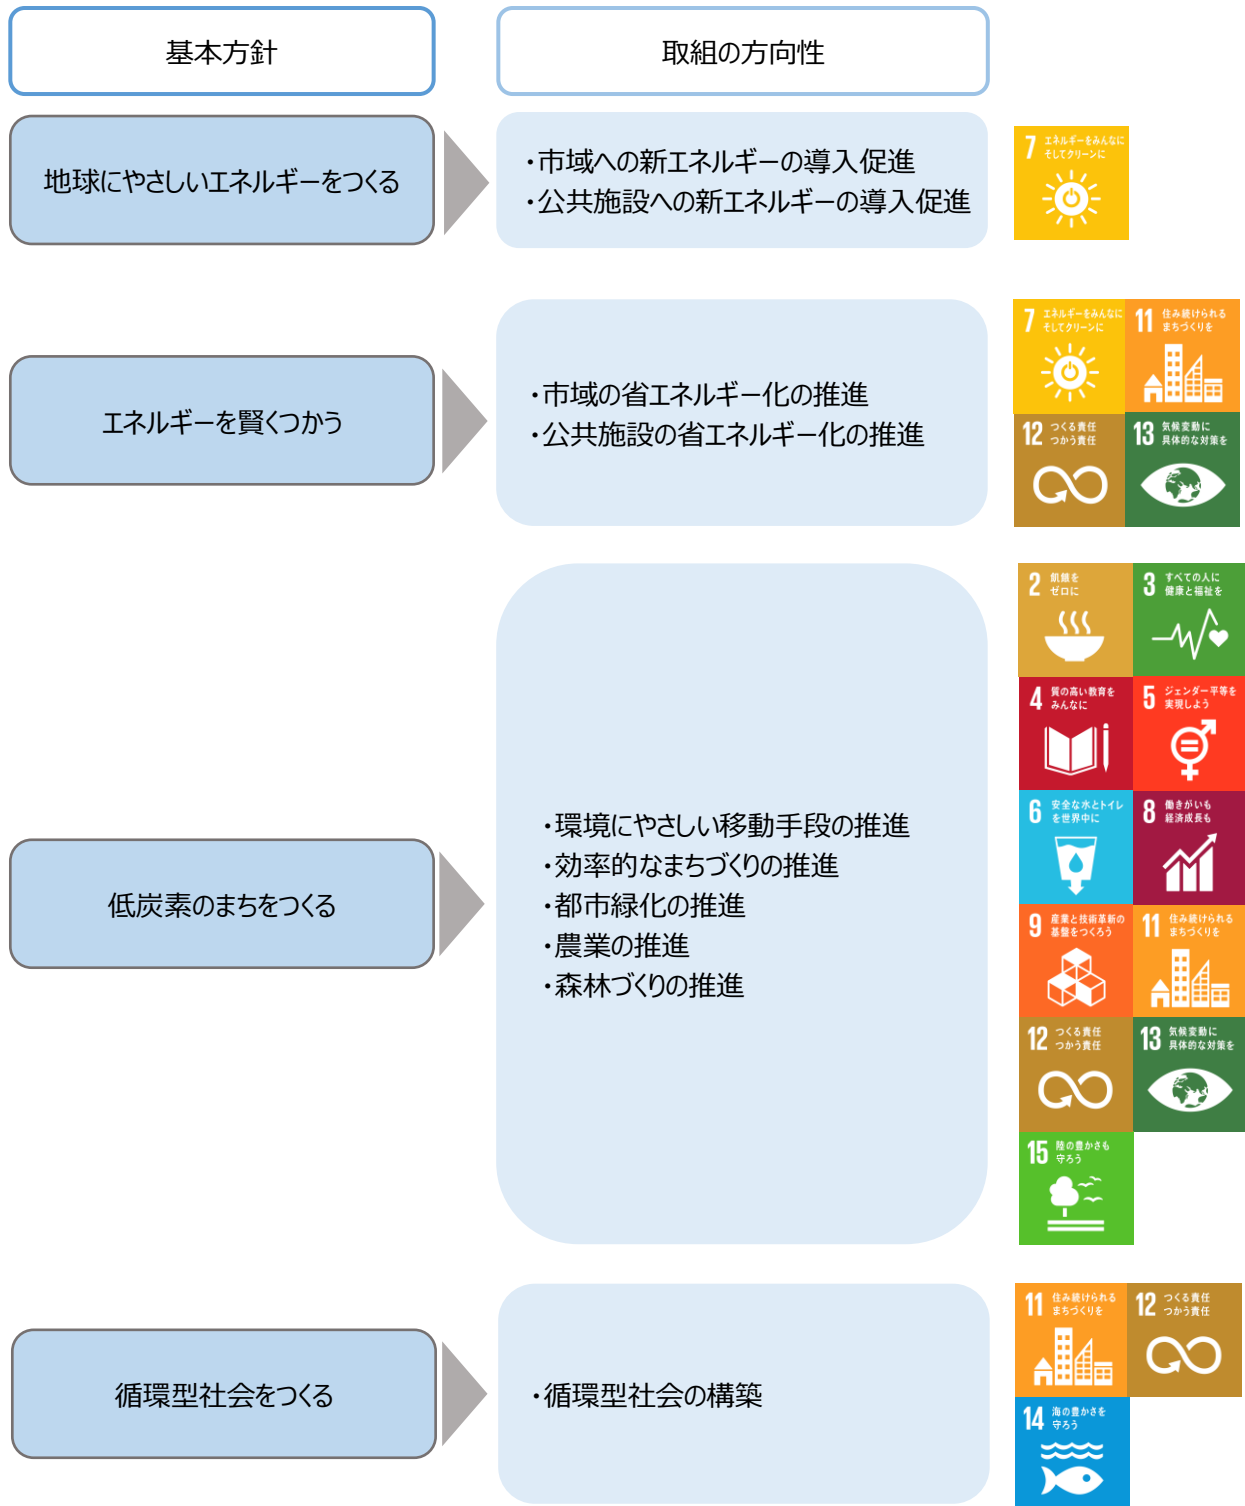 基本方針
取組の方向性
地球にやさしいエネルギーをつくる
・市域への新エネルギーの導入促進
・公共施設への新エネルギーの導入促進
7 エネルギーをみんなに
そしてクリーンに
エネルギーを賢くつかう
・市域の省エネルギー化の推進
・公共施設の省エネルギー化の推進
7 エネルギーをみんなに
そしてクリーンに
11 住み続けられる
まちづくりを
12 つくる責任
つかう責任
13 気候変動に
具体的な対策を
低炭素のまちをつくる
・環境にやさしい移動手段の推進
・効率的なまちづくりの推進
・都市緑化の推進
・農業の推進
・森林づくりの推進
2 飢餓を
ゼロに
3 すべての人に
健康と福祉を
4 質の高い教育を
みんなに
5 ジェンダー平等を
実現しよう
6 安全な水とトイレ
を世界中に
8 働きがいも
経済成長も
9 産業と技術革新の
基盤をつくろう
11 住み続けられる
まちづくりを
12 つくる責任
つかう責任
13 気候変動に
具体的な対策を
15 陸の豊かさも
守ろう
循環型社会をつくる
・循環型社会の構築
11 住み続けられる
まちづくりを
12 つくる責任
つかう責任
14 海の豊かさを
守ろう